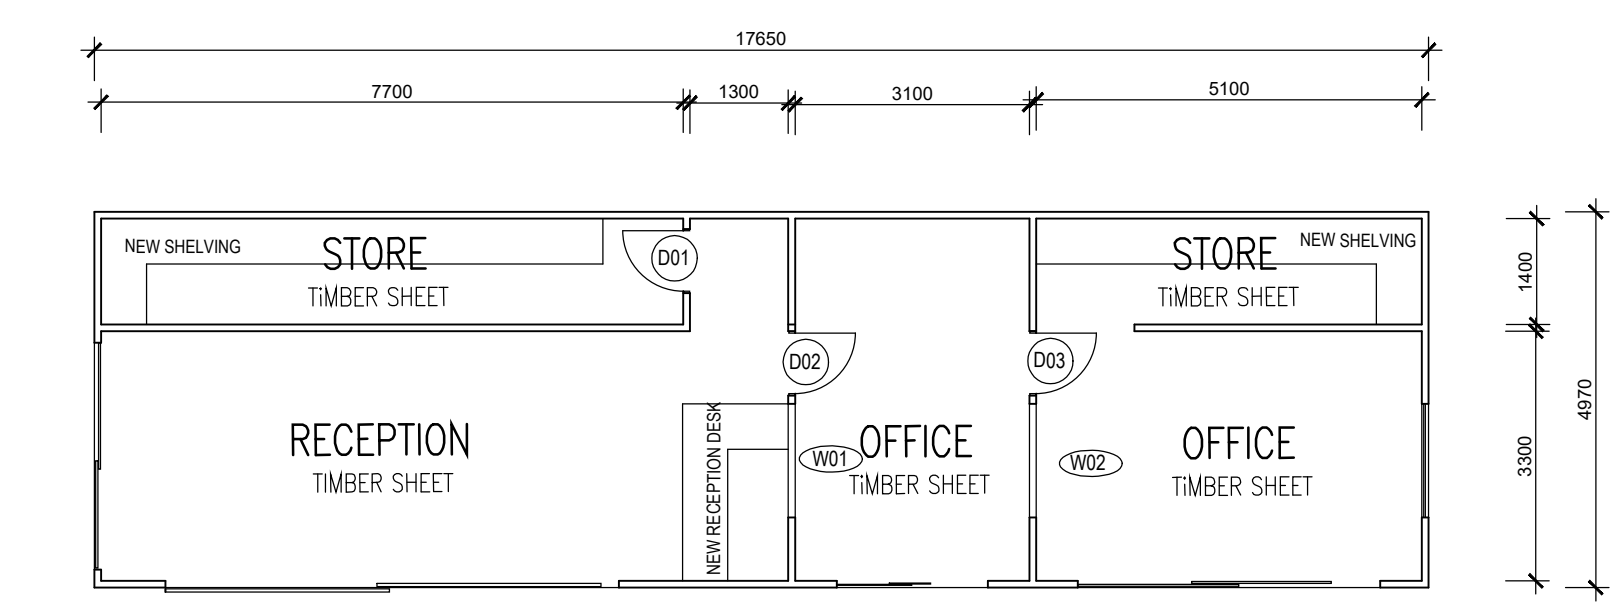 17650
7700
1300
3100
5100
NEW SHELVING
STORE
TiMBER SHEET
D01
STORE
TiMBER SHEET
NEW SHELVING
1400
D02
D03
4970
RECEPTION
TIMBER SHEET
NEW RECEPTION DESK
W01
OFFICE
TiMBER SHEET
W02
OFFICE
TiMBER SHEET
3300